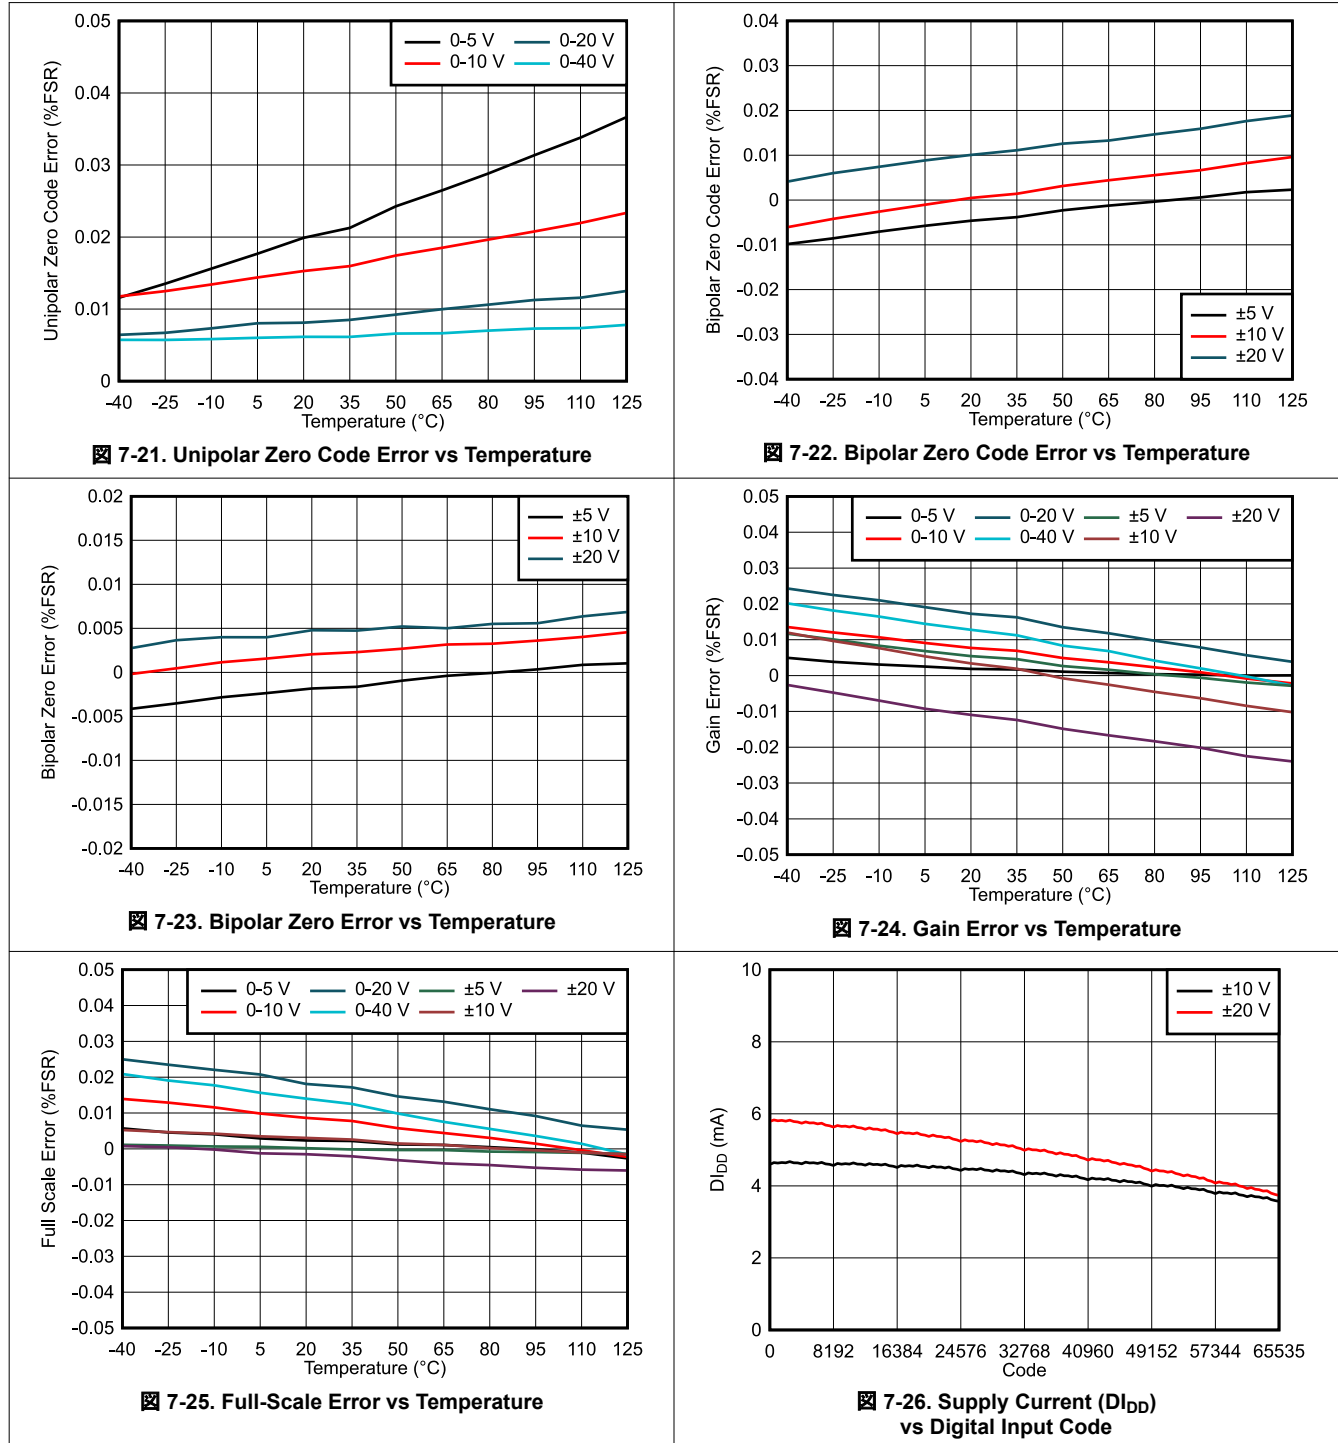 0.05
0.04
0.03
0.02
0.01
0
Unipolar Zero Code Error (%FSR)
0-5 V 0-20 V
0-10 V 0-40 V
-40 -25 -10 5 20 35 50 65 80 95 110 125
Temperature (°C)
図 7-21. Unipolar Zero Code Error vs Temperature
0.04
0.03
0.02
0.01
0
-0.01
-0.02
-0.03
-0.04
Bipolar Zero Code Error (%FSR)
±5 V
±10 V
±20 V
-40 -25 -10 5 20 35 50 65 80 95 110 125
Temperature (°C)
図 7-22. Bipolar Zero Code Error vs Temperature
0.02
0.015
0.01
0.005
0
-0.005
-0.01
-0.015
-0.02
Bipolar Zero Error (%FSR)
±5 V
±10 V
±20 V
-40 -25 -10 5 20 35 50 65 80 95 110 125
Temperature (°C)
図 7-23. Bipolar Zero Error vs Temperature
0.05
0.04
0.03
0.02
0.01
0
-0.01
-0.02
-0.03
-0.04
-0.05
Gain Error (%FSR)
0-5 V 0-20 V ±5 V ±20 V
0-10 V 0-40 V ±10 V
-40 -25 -10 5 20 35 50 65 80 95 110 125
Temperature (°C)
図 7-24. Gain Error vs Temperature
0.05
0.04
0.03
0.02
0.01
0
-0.01
-0.02
-0.03
-0.04
-0.05
Full Scale Error (%FSR)
0-5 V 0-20 V ±5 V ±20 V
0-10 V 0-40 V ±10 V
-40 -25 -10 5 20 35 50 65 80 95 110 125
Temperature (°C)
図 7-25. Full-Scale Error vs Temperature
10
8
6
4
2
0
DIDD (mA)
±10 V
±20 V
0 8192 16384 24576 32768 40960 49152 57344 65535
Code
図 7-26. Supply Current (DIDD)
vs Digital Input Code